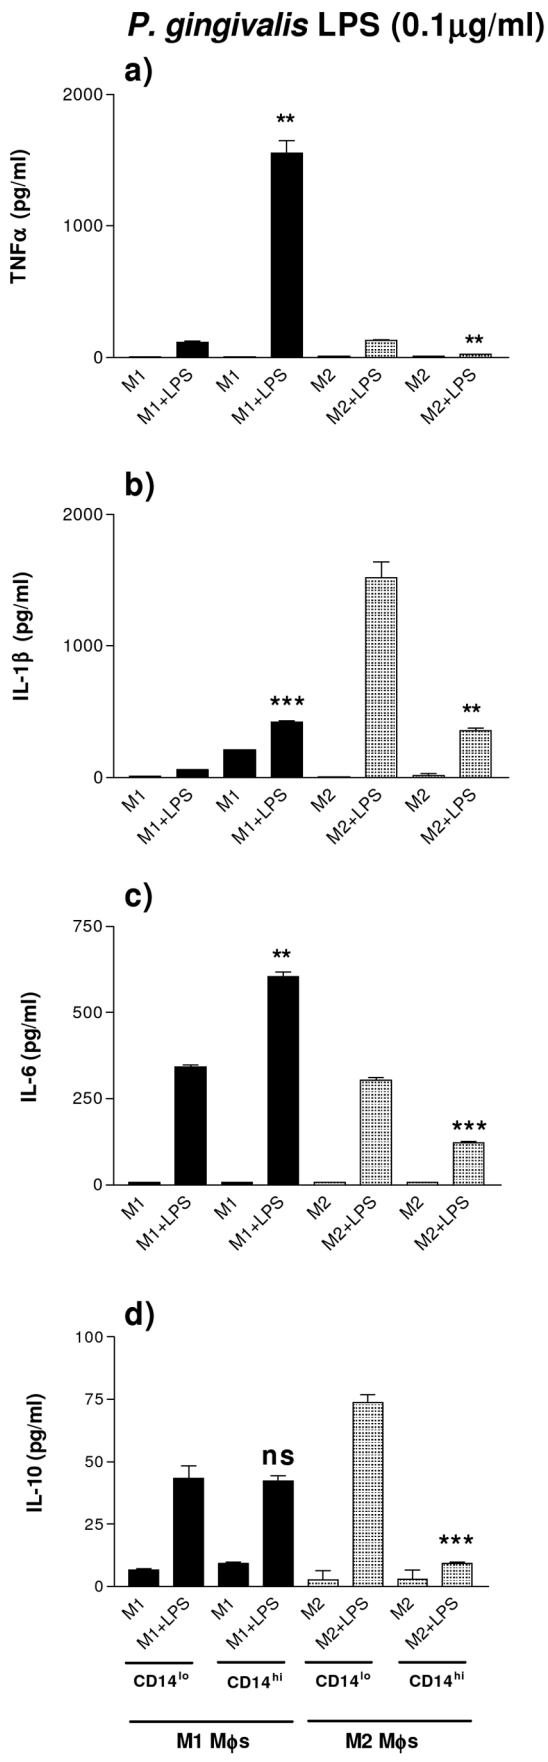 P. gingivalis LPS (0.1µg/ml)
a)
TNFα (pg/ml)
2000
1000
0
**
**
M1
M1+LPS
M1
M1+LPS
M2
M2+LPS
M2
M2+LPS
b)
IL-1β (pg/ml)
2000
1000
0
***
**
M1
M1+LPS
M1
M1+LPS
M2
M2+LPS
M2
M2+LPS
c)
IL-6 (pg/ml)
750
500
250
0
**
***
M1
M1+LPS
M1
M1+LPS
M2
M2+LPS
M2
M2+LPS
d)
IL-10 (pg/ml)
100
75
50
25
0
ns
***
M1
M1+LPS
M1
M1+LPS
M2
M2+LPS
M2
M2+LPS
CD14lo CD14hi CD14lo CD14hi
M1 Mϕs M2 Mϕs